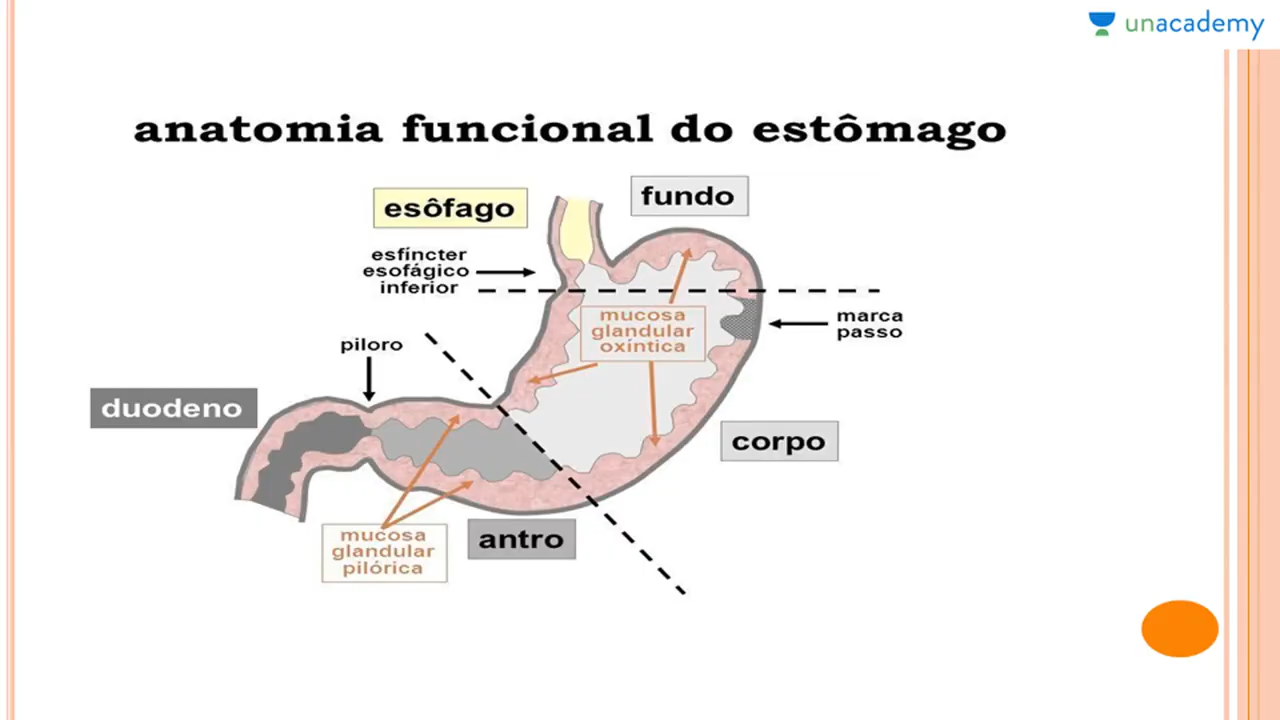 unacademy
anatomia funcional do estômago
esôfago
fundo
esfíncter
esofágico
inferior
mucosa
glandular
oxíntica
marca
passo
piloro
duodeno
corpo
mucosa
glandular
pilórica
antro